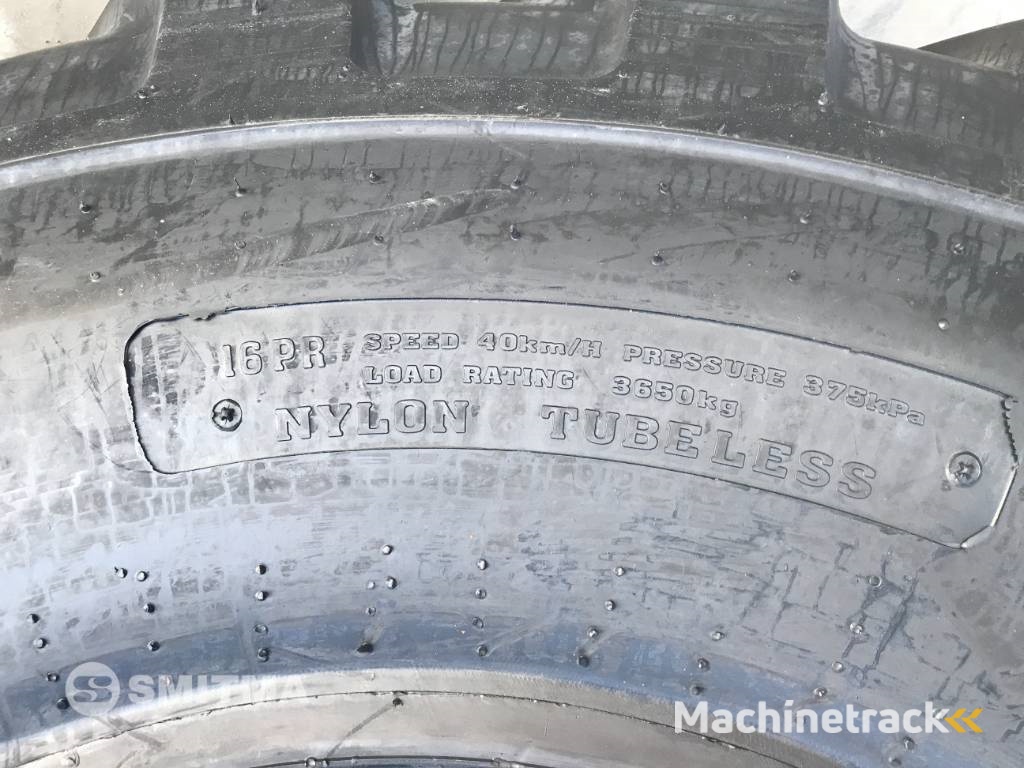 16PR SPEED 40km/H PRESSURE 375kPa
LOAD RATING 3650kg
NYLON TUBELESS
SMITMA
Machinetrack